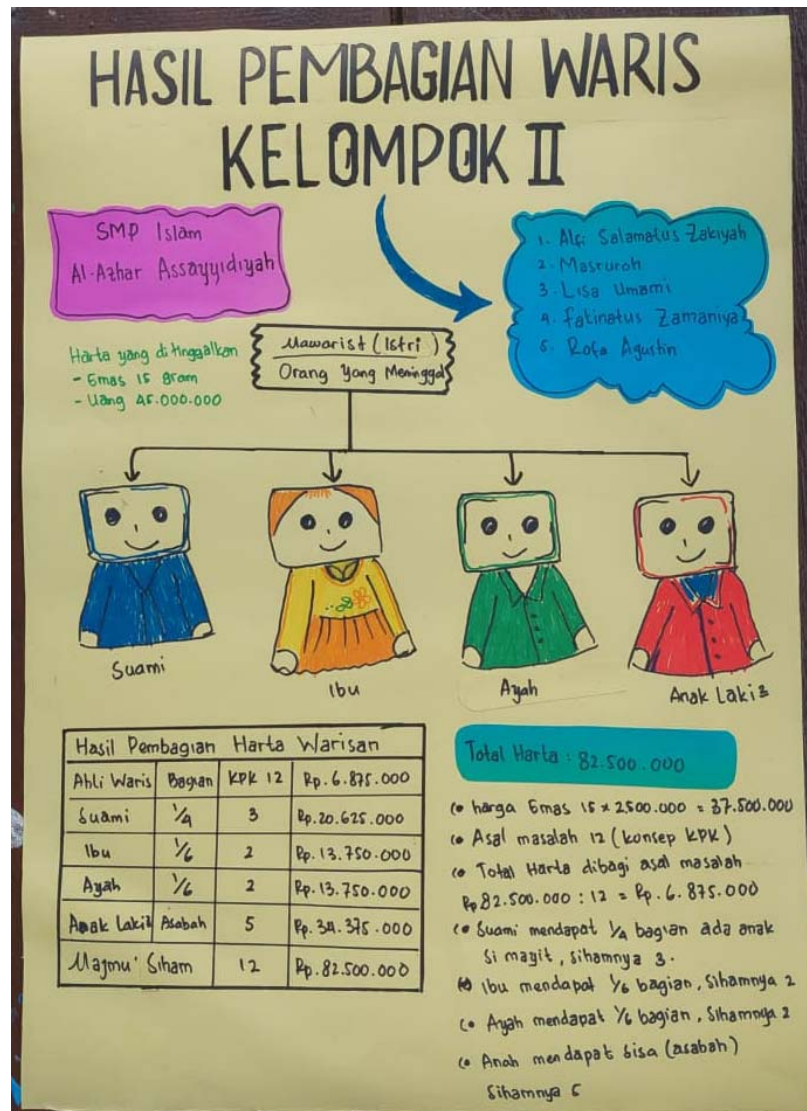 HASIL PEMBAGIAN WARIS
KELOMPOK II
SMP Islam
Al-Azhar Assayyidiyah
1. Alfi Salamatus Zakiyah
2. Masruroh
3. Lisa Umami
4. Fatinatus Zamaniya
5. Rofa Agustin
Harta yang ditinggalkan
- Emas 15 gram
- Uang 45.000.000
Mawarist (Istri)
Orang Yang Meninggal
Suami
Ibu
Ayah
Anak Laki2
Hasil Pembagian Harta Warisan
Ahli Waris Bagian KPK 12 Rp. 6.875.000
Suami 1/4 3 Rp. 20.625.000
Ibu 1/6 2 Rp. 13.750.000
Ayah 1/6 2 Rp. 13.750.000
Anak Laki2 Asabah 5 Rp. 34.375.000
Majmu' Siham 12 Rp. 82.500.000
Total Harta : 82.500.000
harga Emas 15 x 2500.000 = 37.500.000
Asal masalah 12 (konsep KPK)
Total Harta dibagi asal masalah
Rp 82.500.000 : 12 = Rp. 6.875.000
Suami mendapat 1/4 bagian ada anak
si mayit, sihamnya 3.
Ibu mendapat 1/6 bagian, Sihamnya 2
Ayah mendapat 1/6 bagian, Sihamnya 2
Anak mendapat sisa (asabah)
Sihamnya 5